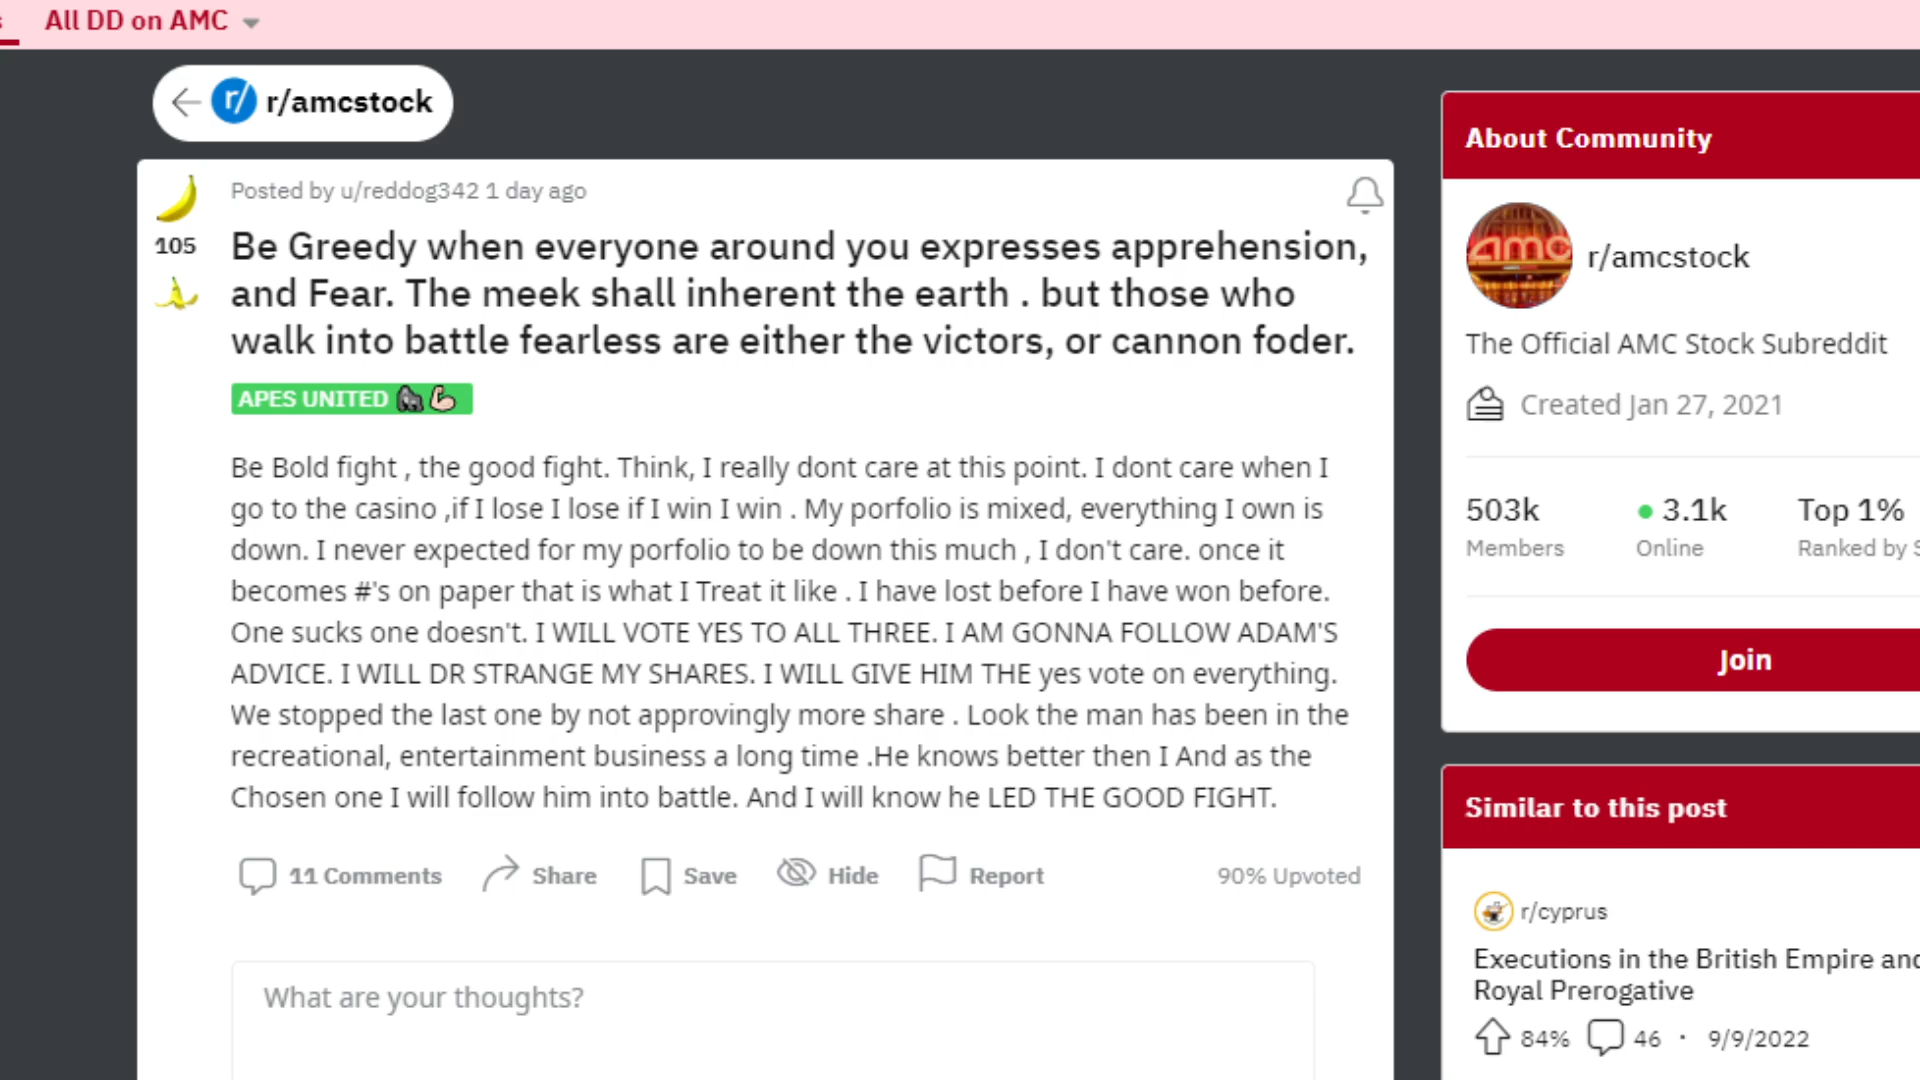 All DD on AMC
r/ r/amcstock
Posted by u/reddog342 1 day ago
105
Be Greedy when everyone around you expresses apprehension,
and Fear. The meek shall inherent the earth . but those who
walk into battle fearless are either the victors, or cannon foder.
APES UNITED
Be Bold fight , the good fight. Think, I really dont care at this point. I dont care when I
go to the casino ,if I lose I lose if I win I win . My porfolio is mixed, everything I own is
down. I never expected for my porfolio to be down this much , I don't care. once it
becomes #'s on paper that is what I Treat it like . I have lost before I have won before.
One sucks one doesn't. I WILL VOTE YES TO ALL THREE. I AM GONNA FOLLOW ADAM'S
ADVICE. I WILL DR STRANGE MY SHARES. I WILL GIVE HIM THE yes vote on everything.
We stopped the last one by not approvingly more share . Look the man has been in the
recreational, entertainment business a long time .He knows better then I And as the
Chosen one I will follow him into battle. And I will know he LED THE GOOD FIGHT.
11 Comments Share Save Hide Report 90% Upvoted
What are your thoughts?
About Community
amc
r/amcstock
The Official AMC Stock Subreddit
Created Jan 27, 2021
503k 3.1k Top 1%
Members Online Ranked by
Join
Similar to this post
r/cyprus
Executions in the British Empire and
Royal Prerogative
84% 46 · 9/9/2022